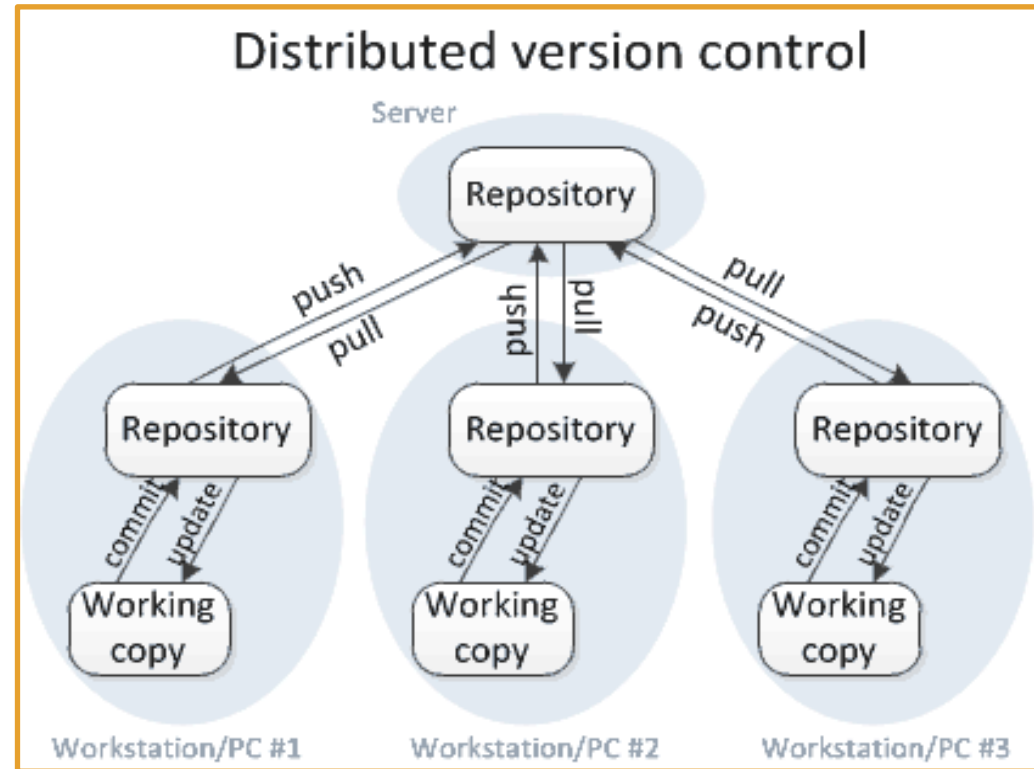 Distributed version control
Server
Repository
push
pull
push
pull
pull
push
Repository
Repository
Repository
commit
update
commit
update
commit
update
Working
copy
Working
copy
Working
copy
Workstation/PC #1
Workstation/PC #2
Workstation/PC #3